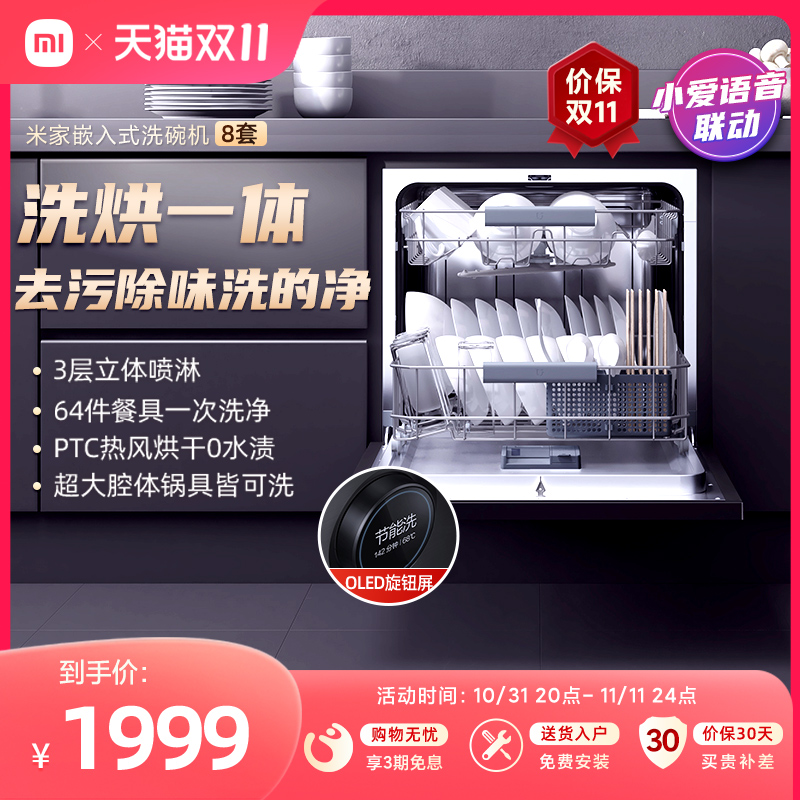 mi × 天猫双11
价保
双11
小爱语音
联动
米家嵌入式洗碗机 8套
洗烘一体
去污除味洗的净
3层立体喷淋
64件餐具一次洗净
PTC热风烘干0水渍
超大腔体锅具皆可洗
节能洗
142分钟 | 68℃
OLED旋钮屏
到手价:
¥ 1999
活动时间: 10/31 20点- 11/11 24点
购物无忧
享3期免息
送货入户
免费安装
30
价保30天
买贵补差